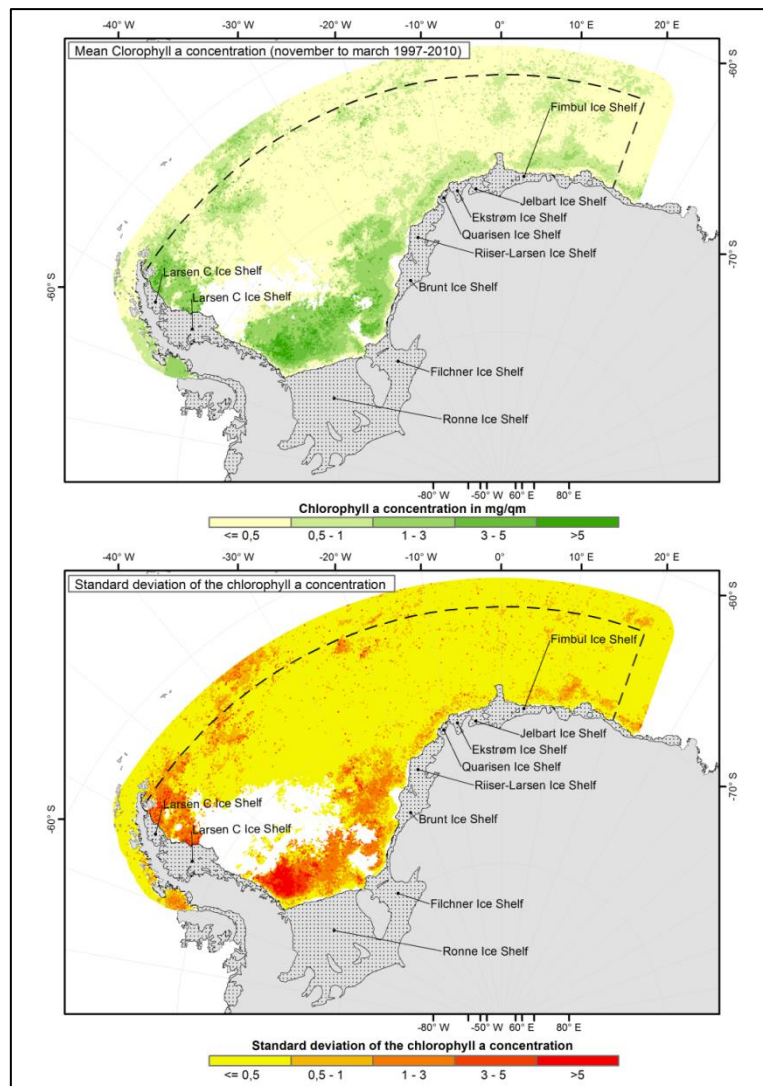 -40° W -30° W -20° W -10° W 0° E 10° E 20° E
Mean Clorophyll a concentration (november to march 1997-2010)
-60° S
Fimbul Ice Shelf
Jelbart Ice Shelf
Ekstrøm Ice Shelf
Quarisen Ice Shelf
Riiser-Larsen Ice Shelf
-70° S
Larsen C Ice Shelf
-60° W
Larsen C Ice Shelf
Brunt Ice Shelf
Filchner Ice Shelf
Ronne Ice Shelf
-80° W -50° W 60° E 80° E
Chlorophyll a concentration in mg/qm
<= 0,5 0,5 - 1 1 - 3 3 - 5 >5
-40° W -30° W -20° W -10° W 0° E 10° E 20° E
Standard deviation of the chlorophyll a concentration
-60° S
Fimbul Ice Shelf
Jelbart Ice Shelf
Ekstrøm Ice Shelf
Quarisen Ice Shelf
Riiser-Larsen Ice Shelf
-70° S
Larsen C Ice Shelf
-60° W
Larsen C Ice Shelf
Brunt Ice Shelf
Filchner Ice Shelf
Ronne Ice Shelf
-80° W -50° W 60° E 80° E
Standard deviation of the chlorophyll a concentration
<= 0,5 0,5 - 1 1 - 3 3 - 5 >5